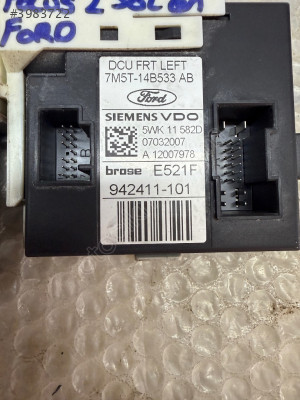 #3983722
FORD
DCU FRT LEFT
7M5T-14B533 AB
Ford
SIEMENS VDO
5WK 11 582D
07032007
A 12007978
brose E521F
942411-101